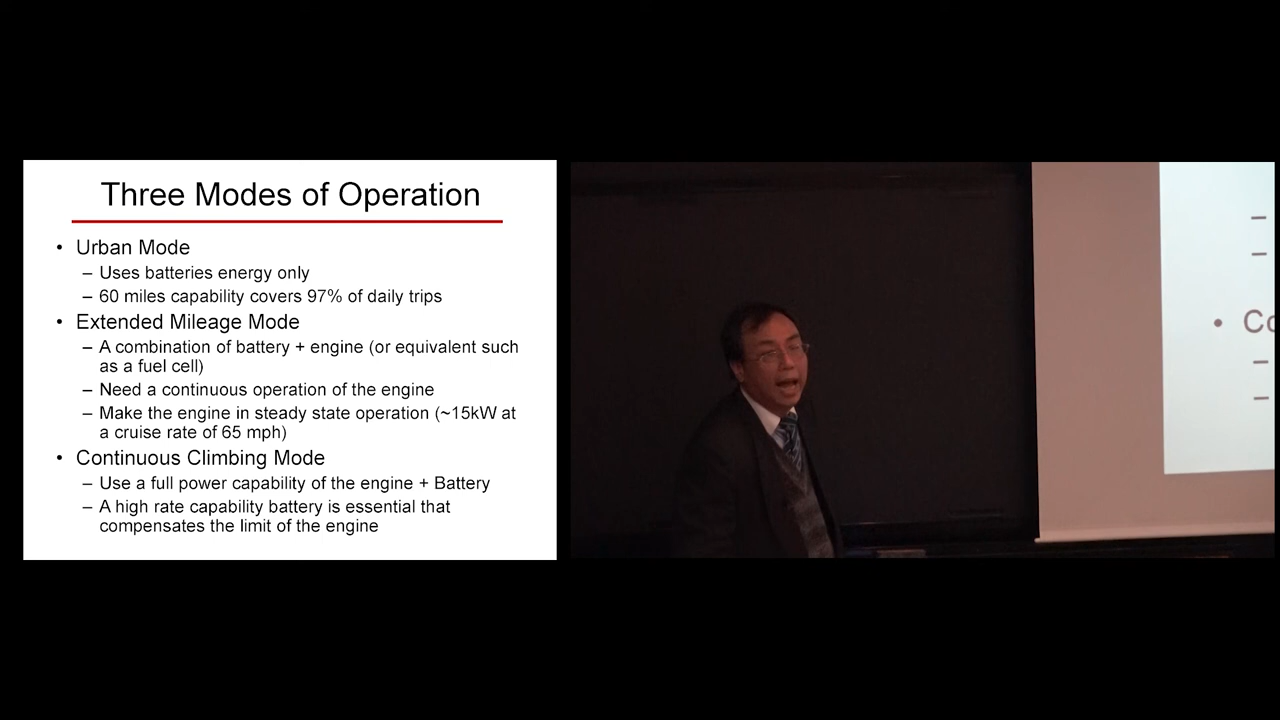 Three Modes of Operation
• Urban Mode
– Uses batteries energy only
– 60 miles capability covers 97% of daily trips
• Extended Mileage Mode
– A combination of battery + engine (or equivalent such
as a fuel cell)
– Need a continuous operation of the engine
– Make the engine in steady state operation (~15kW at
a cruise rate of 65 mph)
• Continuous Climbing Mode
– Use a full power capability of the engine + Battery
– A high rate capability battery is essential that
compensates the limit of the engine
–
–
• Co
–
–